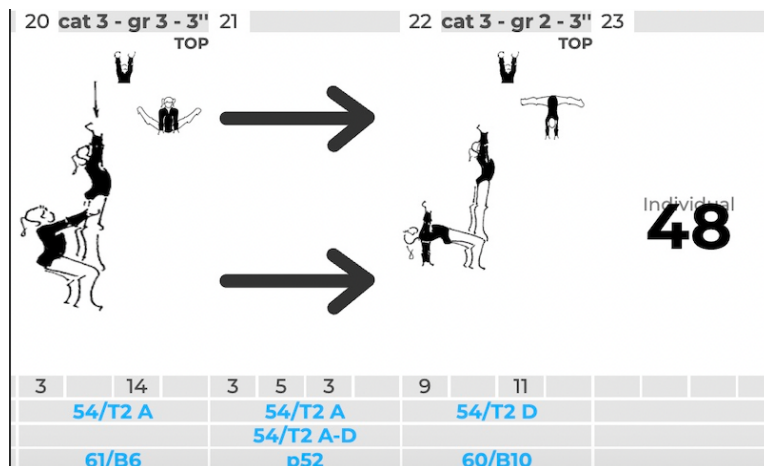 20 cat 3 - gr 3 - 3" 21 22 cat 3 - gr 2 - 3" 23
TOP TOP
Individual
48
3 14 3 5 3 9 11
54/T2 A 54/T2 A 54/T2 D
54/T2 A-D
61/B6 p52 60/B10